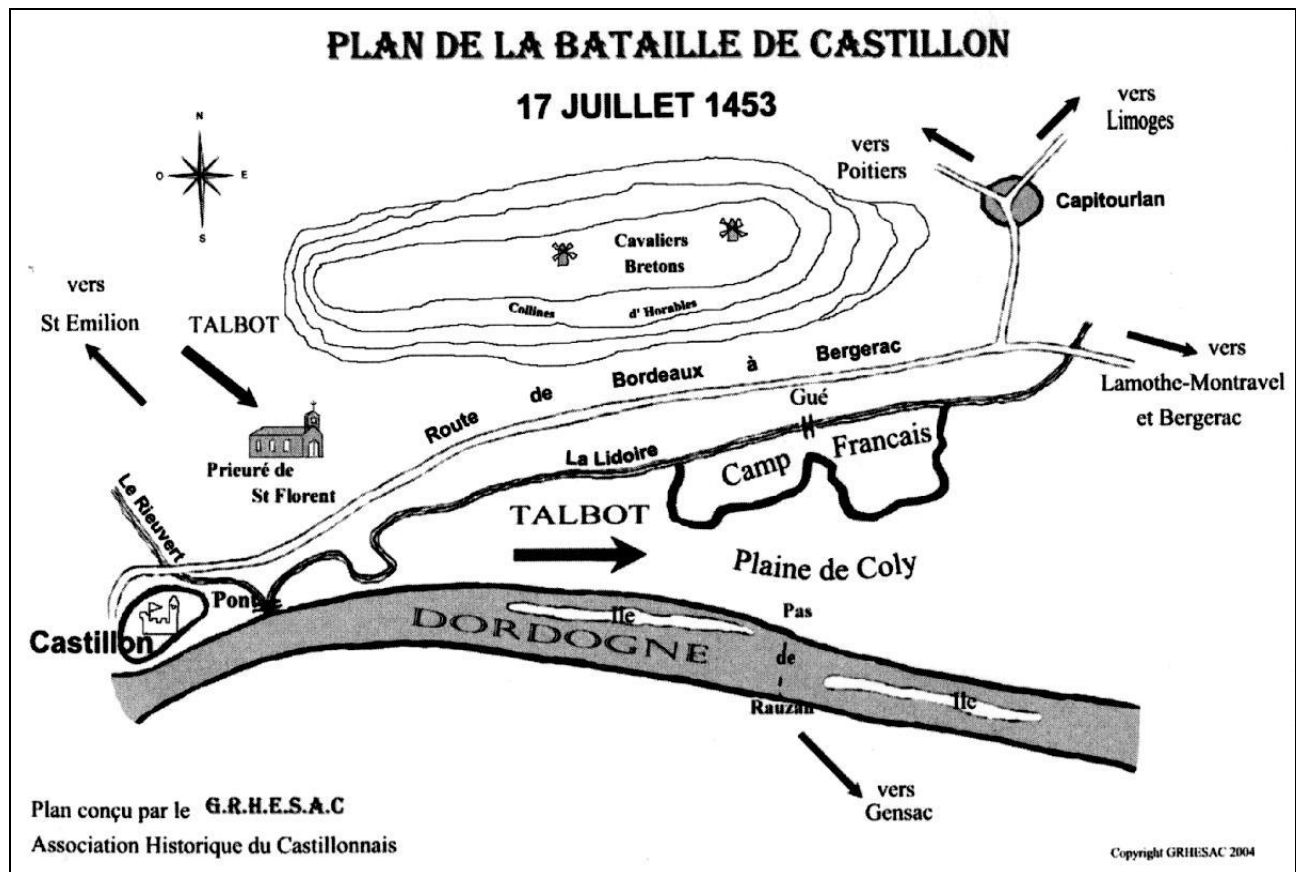 PLAN DE LA BATAILLE DE CASTILLON
17 JUILLET 1453
N
O
E
S
vers
Limoges
vers
Poitiers
Capitourlan
Cavaliers
Bretons
Collines d' Horables
vers
St Emilion
TALBOT
vers
Lamothe-Montravel
et Bergerac
Route de Bordeaux à Bergerac
Gué
Prieuré de
St Florent
La Lidoire
Camp Francais
Le Rieuvert
TALBOT
Plaine de Coly
Pont
Castillon
DORDOGNE
Ile
Pas
de
Rauzan
Ile
vers
Gensac
Plan conçu par le G.R.H.E.S.A.C
Association Historique du Castillonnais
Copyright GRHESAC 2004